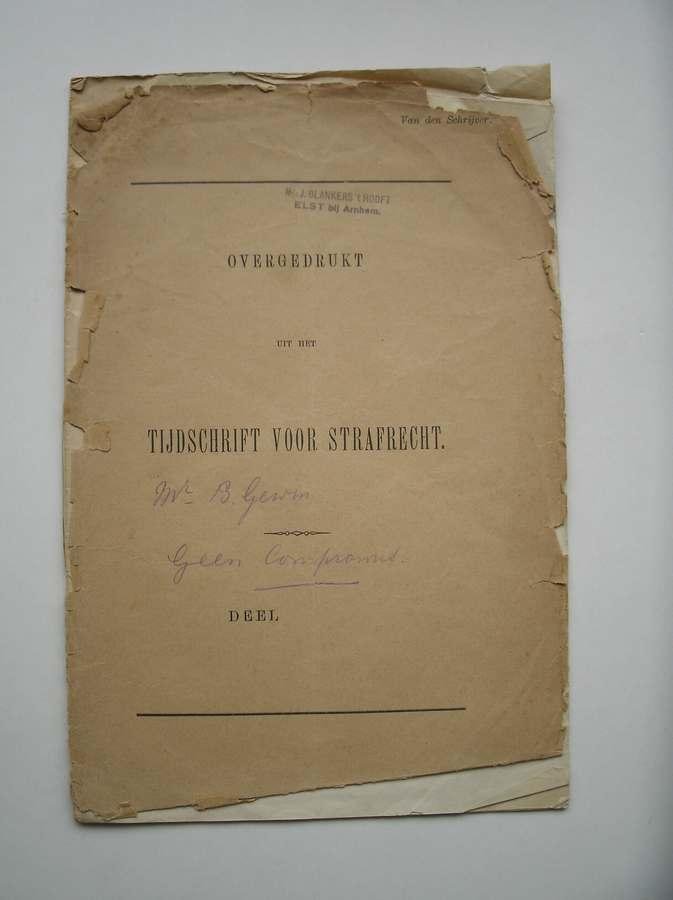 Van den Schrijver.
Mr. J. BLANKERS 't HOOFT
ELST bij Arnhem.
OVERGEDRUKT
UIT HET
TIJDSCHRIFT VOOR STRAFRECHT.
Mr B. Gewin
Geen Compromis.
DEEL